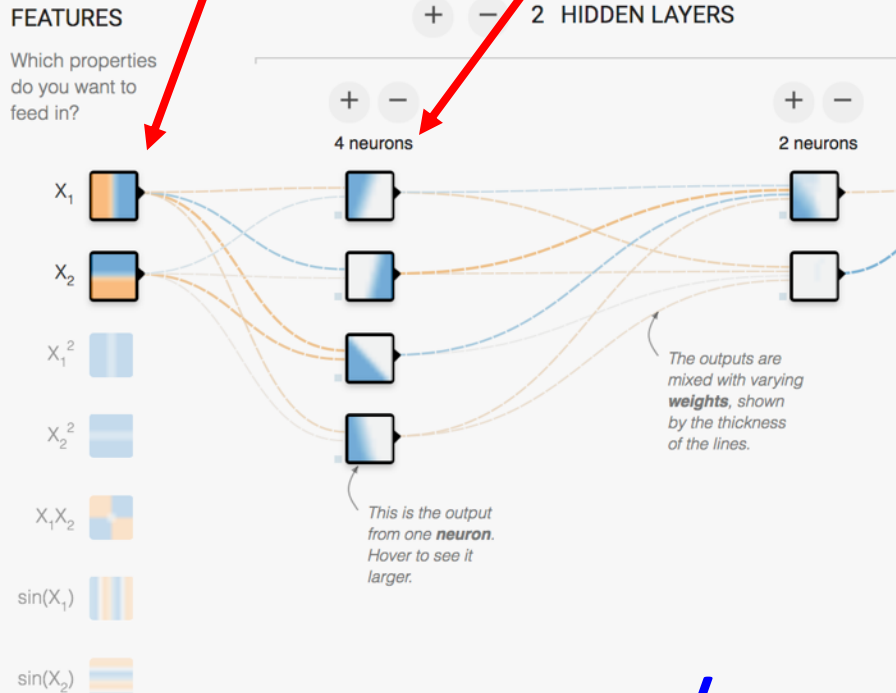 FEATURES
+ − 2 HIDDEN LAYERS
Which properties
do you want to
feed in?
+ −
4 neurons
+ −
2 neurons
X₁
X₂
X₁²
X₂²
X₁X₂
sin(X₁)
sin(X₂)
The outputs are
mixed with varying
weights, shown
by the thickness
of the lines.
This is the output
from one neuron.
Hover to see it
larger.